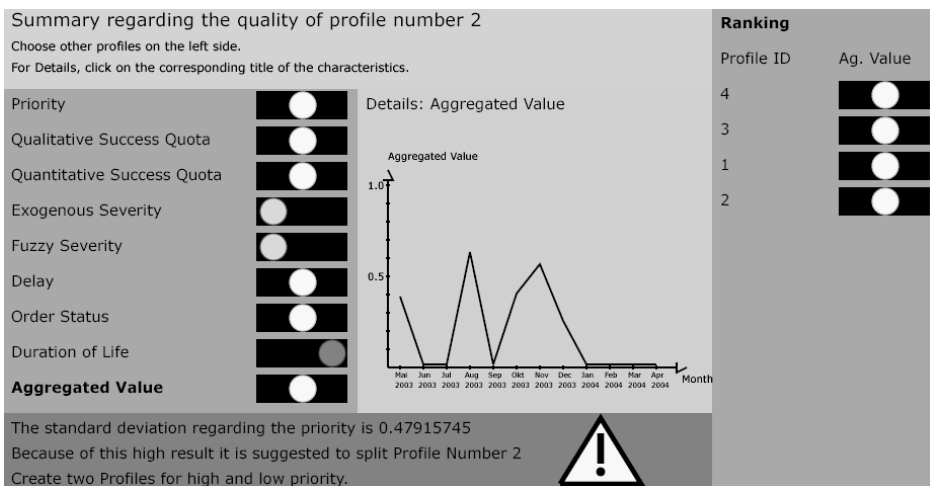 Summary regarding the quality of profile number 2
Choose other profiles on the left side.
For Details, click on the corresponding title of the characteristics.
Priority
Qualitative Success Quota
Quantitative Success Quota
Exogenous Severity
Fuzzy Severity
Delay
Order Status
Duration of Life
Aggregated Value
Details: Aggregated Value
Aggregated Value
1.0
0.5
Mai Jun Jul Aug Sep Okt Nov Dec Jan Feb Mar Apr
2003 2003 2003 2003 2003 2003 2003 2003 2004 2004 2004 2004
Month
The standard deviation regarding the priority is 0.47915745
Because of this high result it is suggested to split Profile Number 2
Create two Profiles for high and low priority.
!
Ranking
Profile ID Ag. Value
4
3
1
2